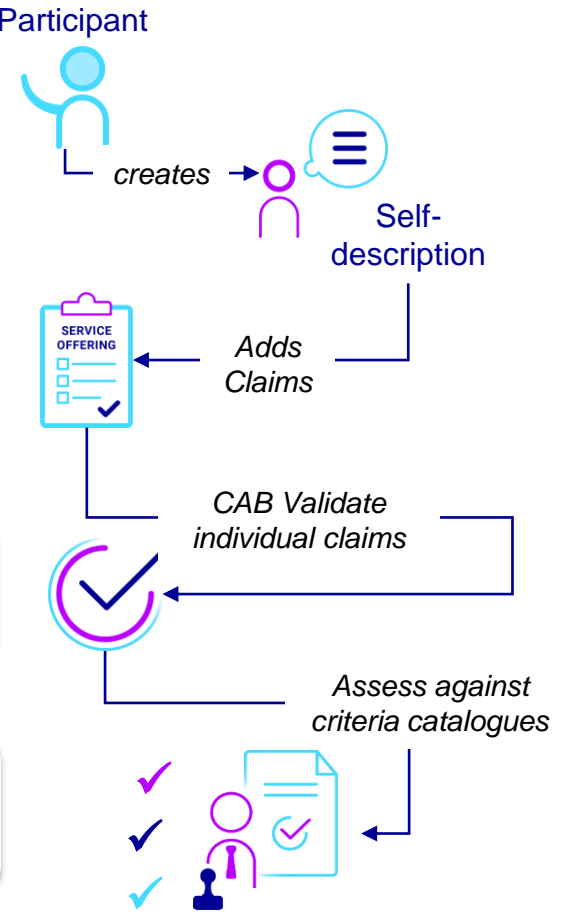 Participant
creates
Self-
description
SERVICE
OFFERING
Adds
Claims
CAB Validate
individual claims
Assess against
criteria catalogues